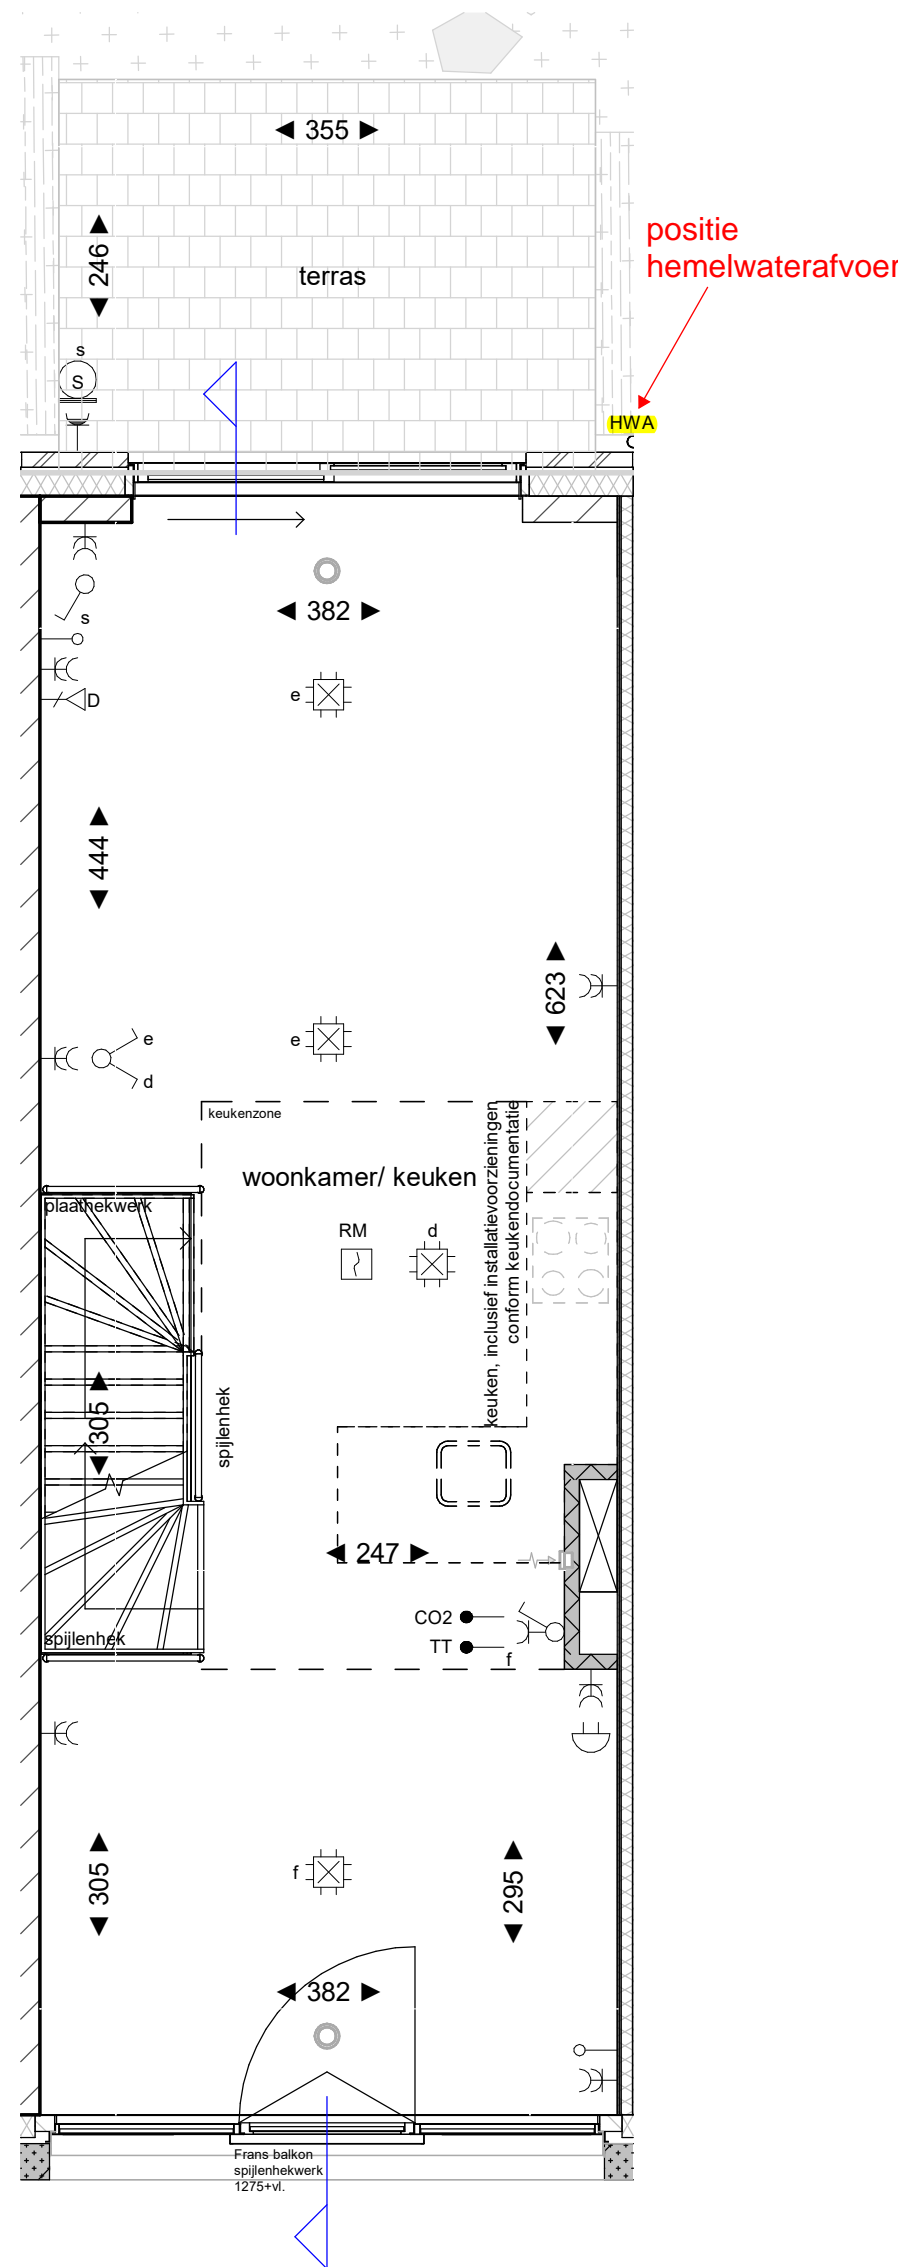 ◄ 355 ►
positie
hemelwaterafvoer
◄ 246 ►
terras
s
S
HWA
◄ 382 ►
s
e
D
◄ 444 ►
◄ 623 ►
e
e
d
keukenzone
woonkamer/ keuken
keuken, inclusief installatievoorzieningen
conform keukendocumentatie
plaathekwerk
RM
d
◄ 305 ►
spijlenhek
◄ 247 ►
CO2
TT
f
spijlenhek
◄ 305 ►
f
◄ 295 ►
◄ 382 ►
Frans balkon
spijlenhekwerk
1275+vl.